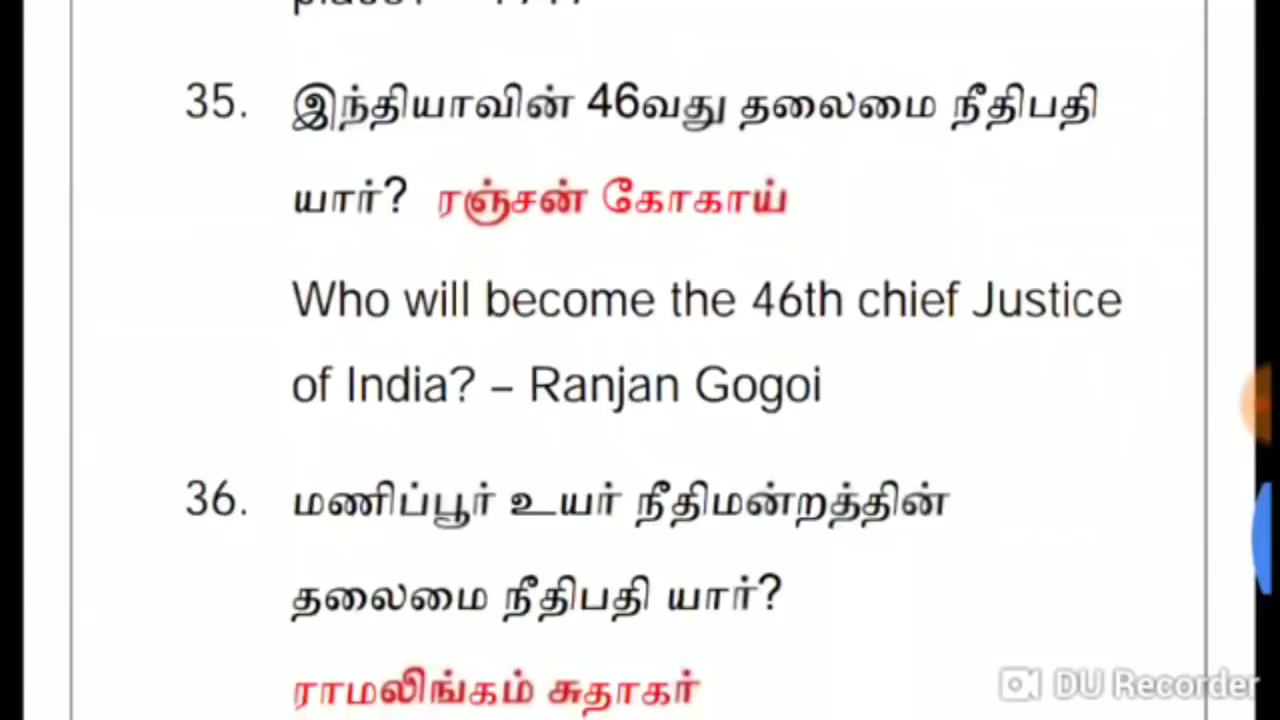 35. இந்தியாவின் 46வது தலைமை நீதிபதி
யார்? ரஞ்சன் கோகாய்
Who will become the 46th chief Justice
of India? – Ranjan Gogoi
36. மணிப்பூர் உயர் நீதிமன்றத்தின்
தலைமை நீதிபதி யார்?
ராமலிங்கம் சுதாகர்
DU Recorder